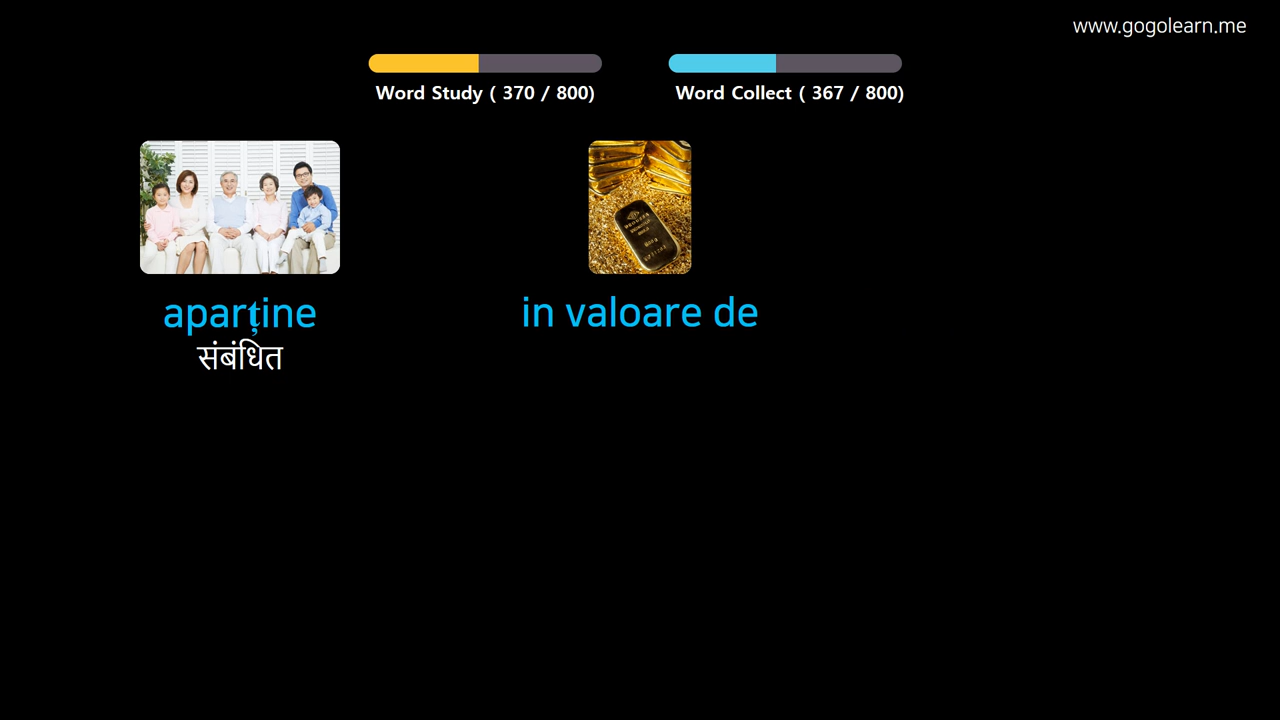 www.gogolearn.me
Word Study ( 370 / 800)
Word Collect ( 367 / 800)
aparține
संबंधित
in valoare de